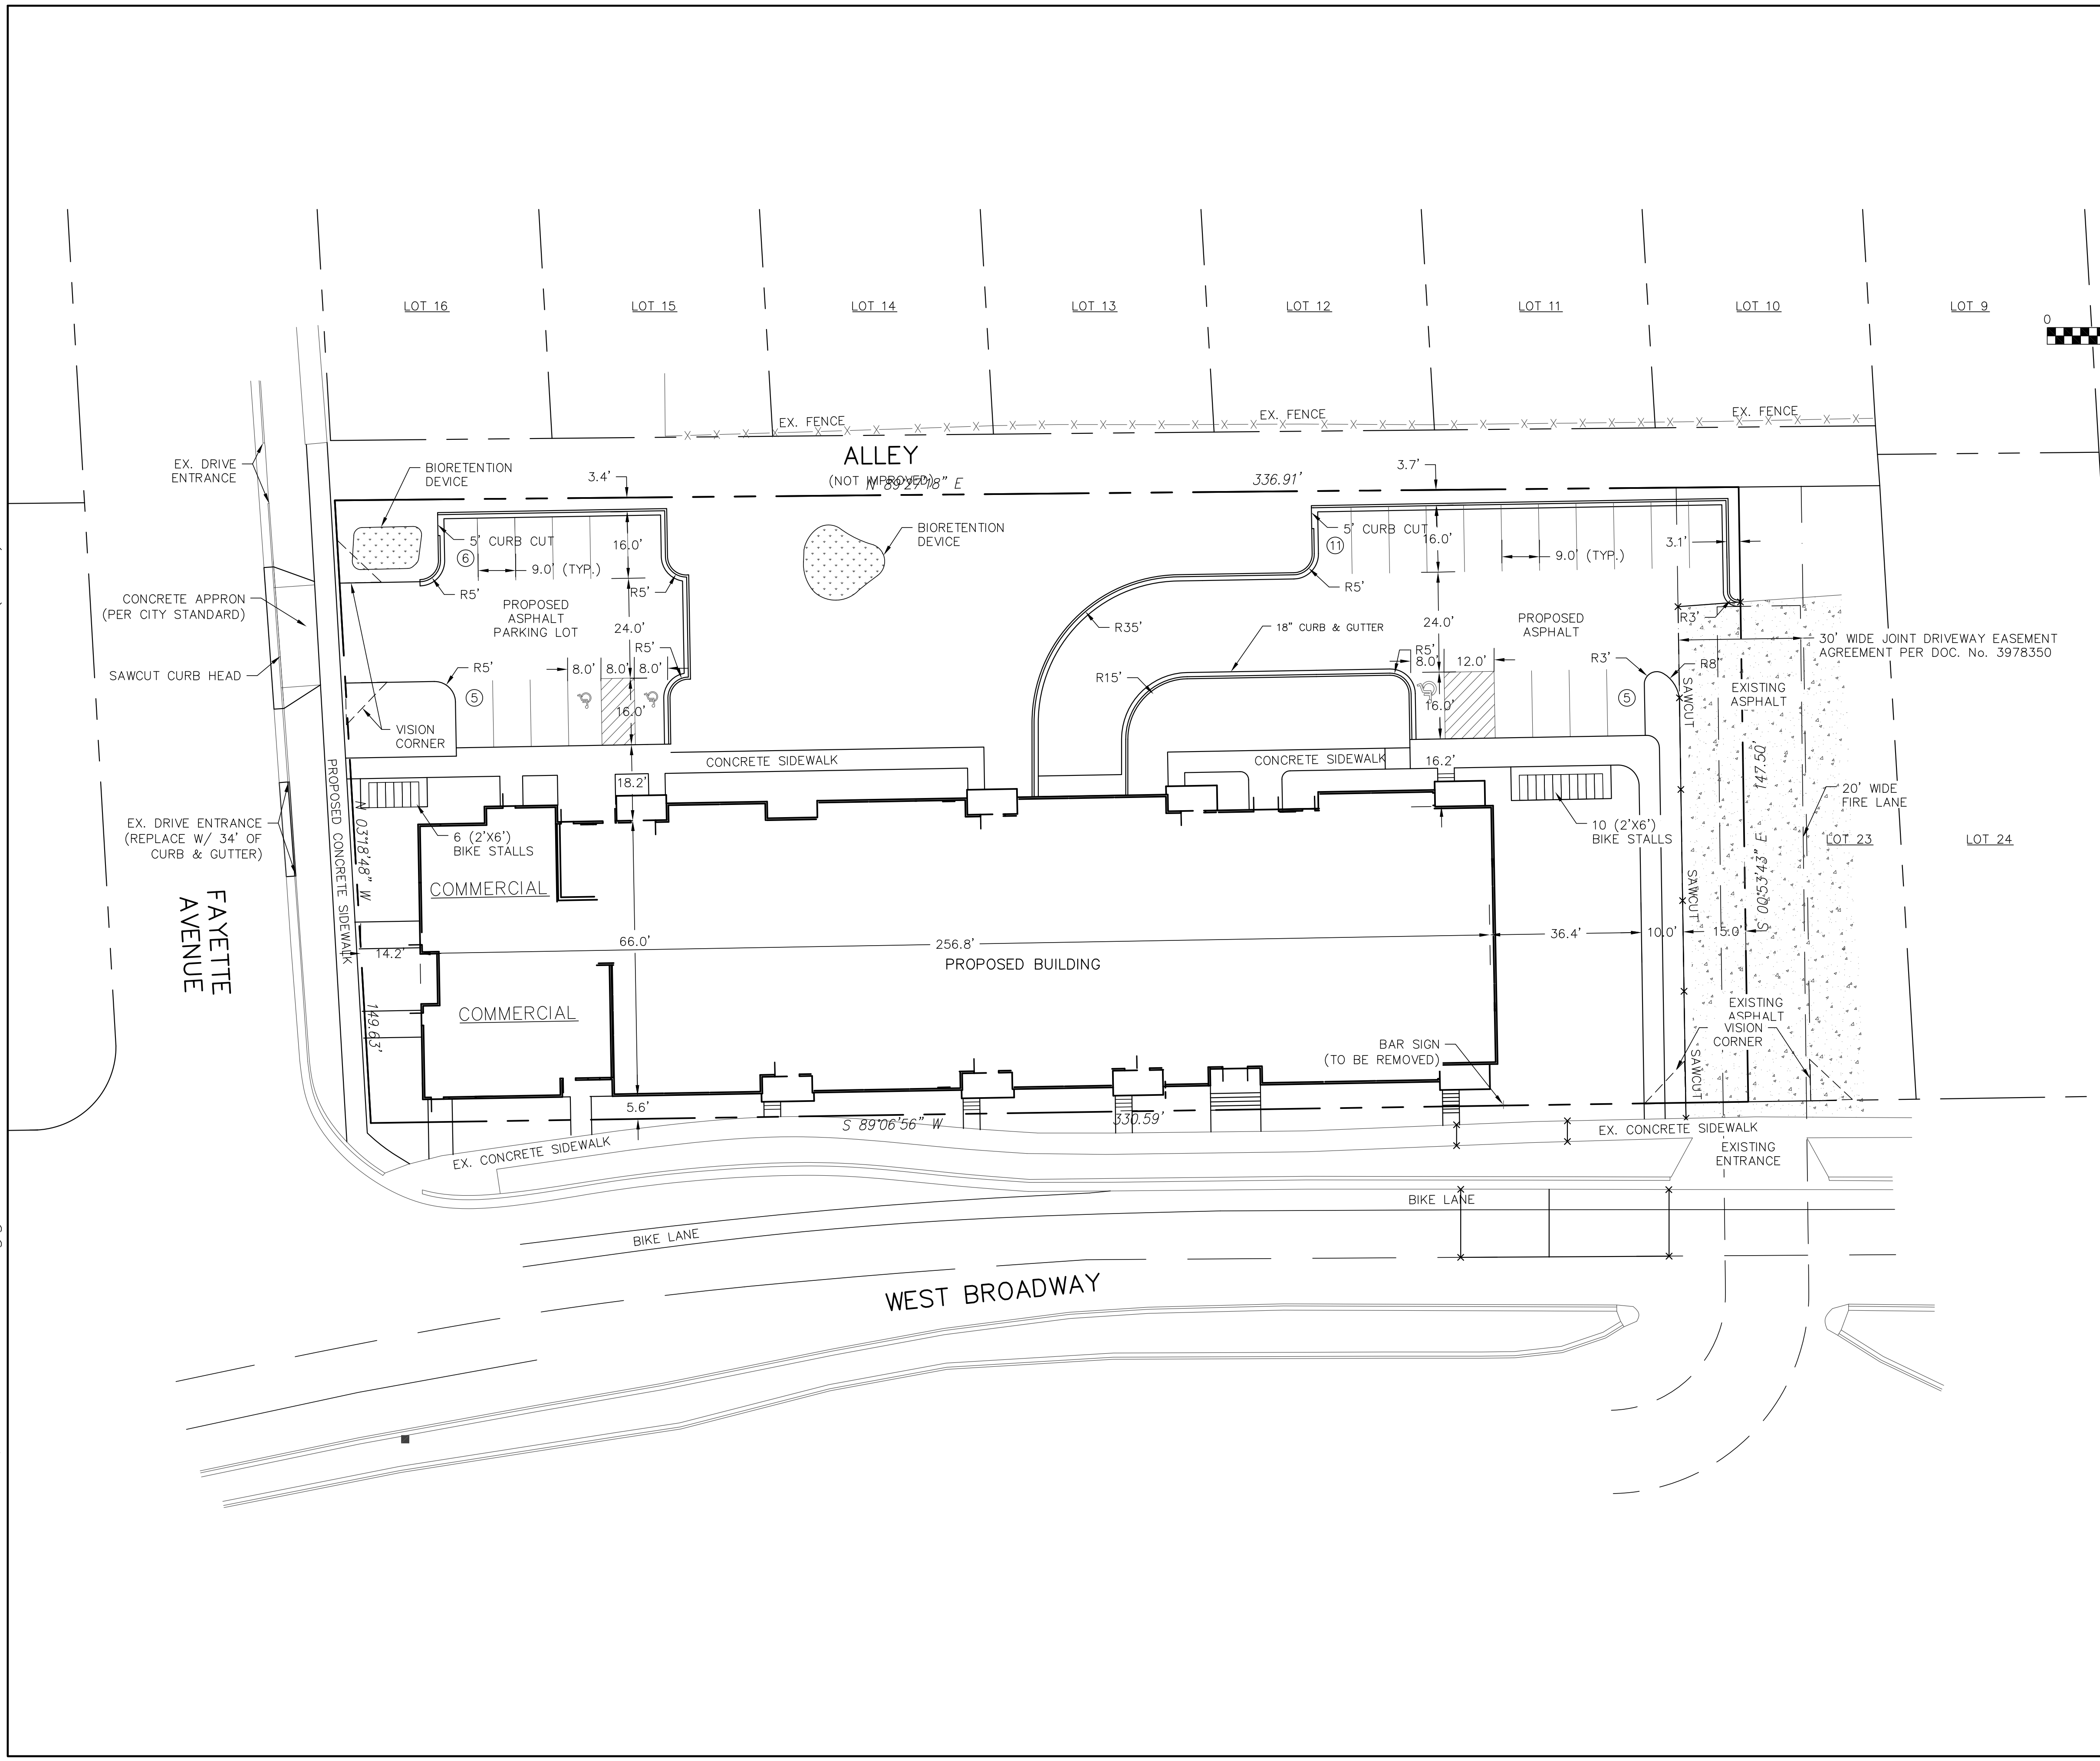 LOT 16
LOT 15
LOT 14
LOT 13
LOT 12
LOT 11
LOT 10
LOT 9
0
EX. FENCE
EX. FENCE
EX. FENCE
ALLEY
(NOT IMPROVED)
N 89°27'18" E
336.91'
3.4'
3.7'
EX. DRIVE
ENTRANCE
BIORETENTION
DEVICE
BIORETENTION
DEVICE
5' CURB CUT
6
9.0' (TYP.)
16.0'
R5'
R5'
5' CURB CUT
11
16.0'
9.0' (TYP.)
3.1'
R5'
R3'
CONCRETE APPRON
(PER CITY STANDARD)
PROPOSED
ASPHALT
PARKING LOT
24.0'
R35'
18" CURB & GUTTER
24.0'
PROPOSED
ASPHALT
30' WIDE JOINT DRIVEWAY EASEMENT
AGREEMENT PER DOC. No. 3978350
SAWCUT CURB HEAD
R5'
5
8.0'
8.0'
8.0'
R5'
16.0'
R15'
R5'
8.0'
12.0'
16.0'
R3'
R8"
5
SAWCUT
EXISTING
ASPHALT
VISION
CORNER
CONCRETE SIDEWALK
CONCRETE SIDEWALK
18.2'
16.2'
PROPOSED CONCRETE SIDEWALK
N 03°18'48" W
149.63'
EX. DRIVE ENTRANCE
(REPLACE W/ 34' OF
CURB & GUTTER)
6 (2'X6')
BIKE STALLS
10 (2'X6')
BIKE STALLS
147.50'
S 00°53'43" E
20' WIDE
FIRE LANE
LOT 23
LOT 24
FAYETTE
AVENUE
COMMERCIAL
14.2'
66.0'
256.8'
PROPOSED BUILDING
36.4'
10.0'
15.0'
SAWCUT
COMMERCIAL
EXISTING
ASPHALT
VISION
CORNER
SAWCUT
BAR SIGN
(TO BE REMOVED)
5.6'
S 89°06'56" W
330.59'
EX. CONCRETE SIDEWALK
EX. CONCRETE SIDEWALK
EXISTING
ENTRANCE
BIKE LANE
BIKE LANE
WEST BROADWAY